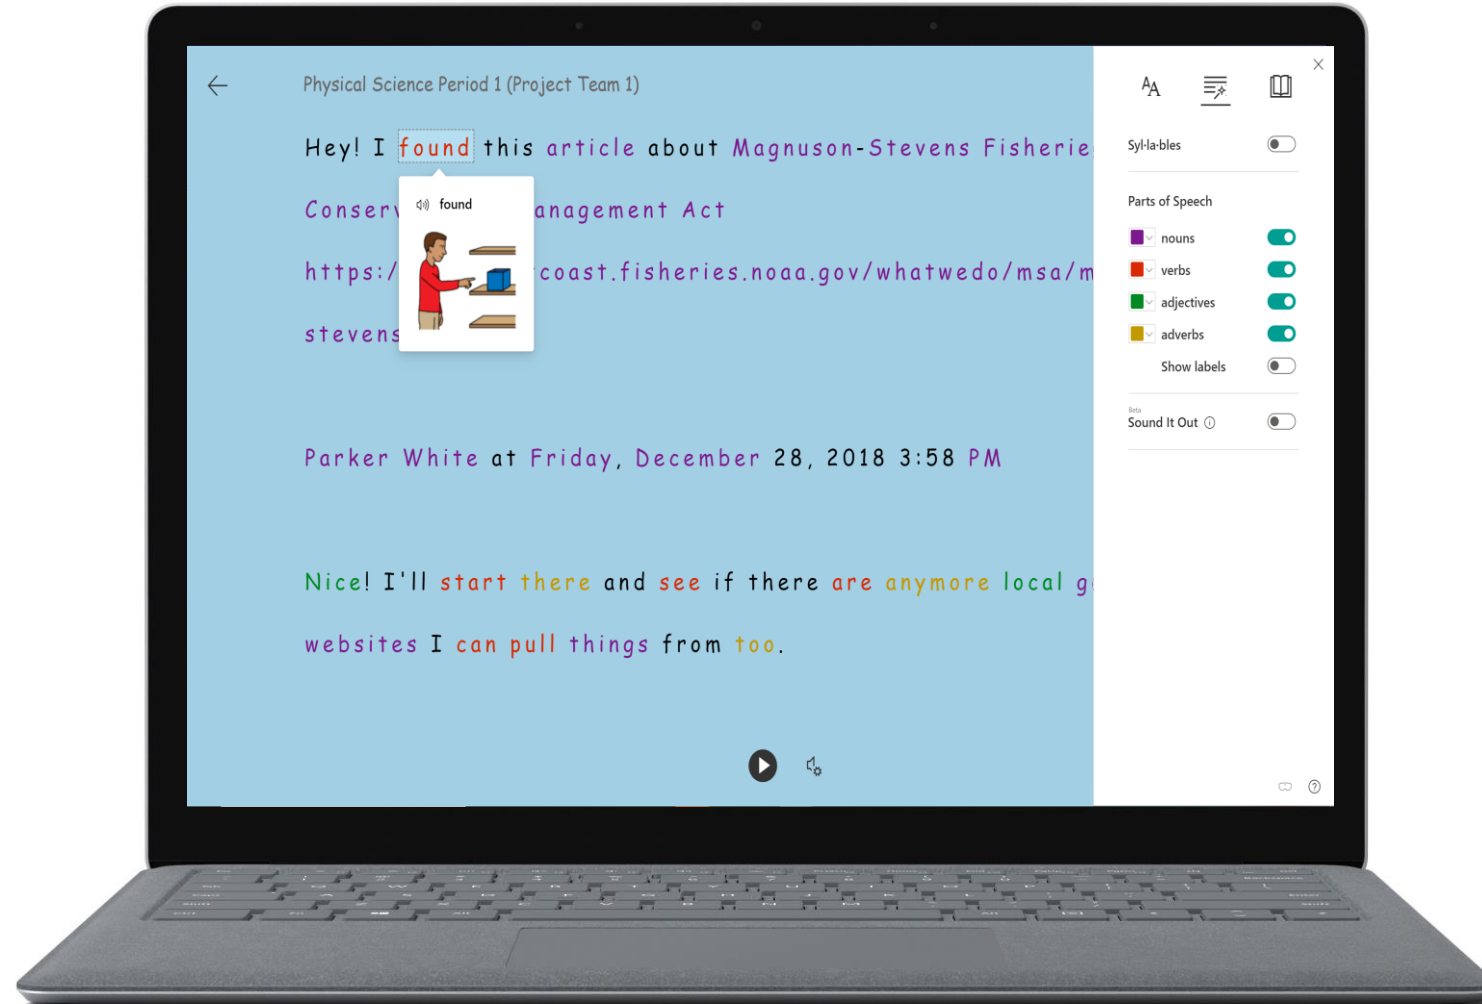 Physical Science Period 1 (Project Team 1)
Hey! I found this article about Magnuson-Stevens Fisherie
Conserv anagement Act
https:/ coast.fisheries.noaa.gov/whatwedo/msa/m
stevens
found
Parker White at Friday, December 28, 2018 3:58 PM
Nice! I'll start there and see if there are anymore local g
websites I can pull things from too.
AA
Syl·la·bles
Parts of Speech
nouns
verbs
adjectives
adverbs
Show labels
Beta
Sound It Out